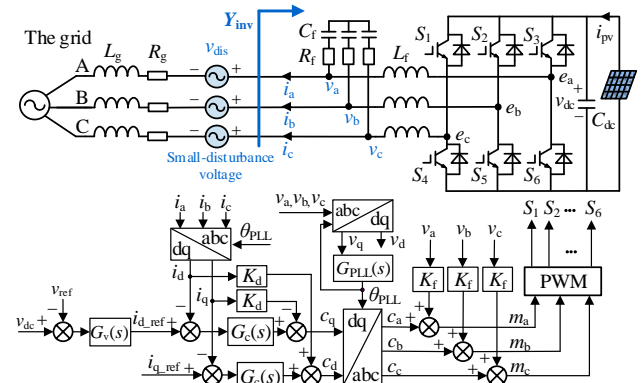 Y_inv
C_f
R_f
S_1
S_2
S_3
i_pv
The grid
L_g
R_g
v_dis
L_f
A
B
C
− +
− +
− +
i_a
i_b
i_c
v_a
v_b
v_c
e_a
e_b
e_c
v_dc
+
−
C_dc
Small-disturbance
voltage
S_4
S_5
S_6
S_1 S_2 ••• S_6
...
i_a i_b i_c
abc
dq
θ_PLL
v_a,v_b,v_c
abc
dq
v_q
v_d
G_PLL(s)
θ_PLL
v_a
v_b
v_c
K_f
K_f
K_f
PWM
i_d
i_q
K_d
K_d
v_ref
v_dc
G_v(s)
i_d_ref
G_c(s)
c_q
c_d
dq
abc
c_a
c_b
c_c
m_a
m_b
m_c
i_q_ref
G_c(s)